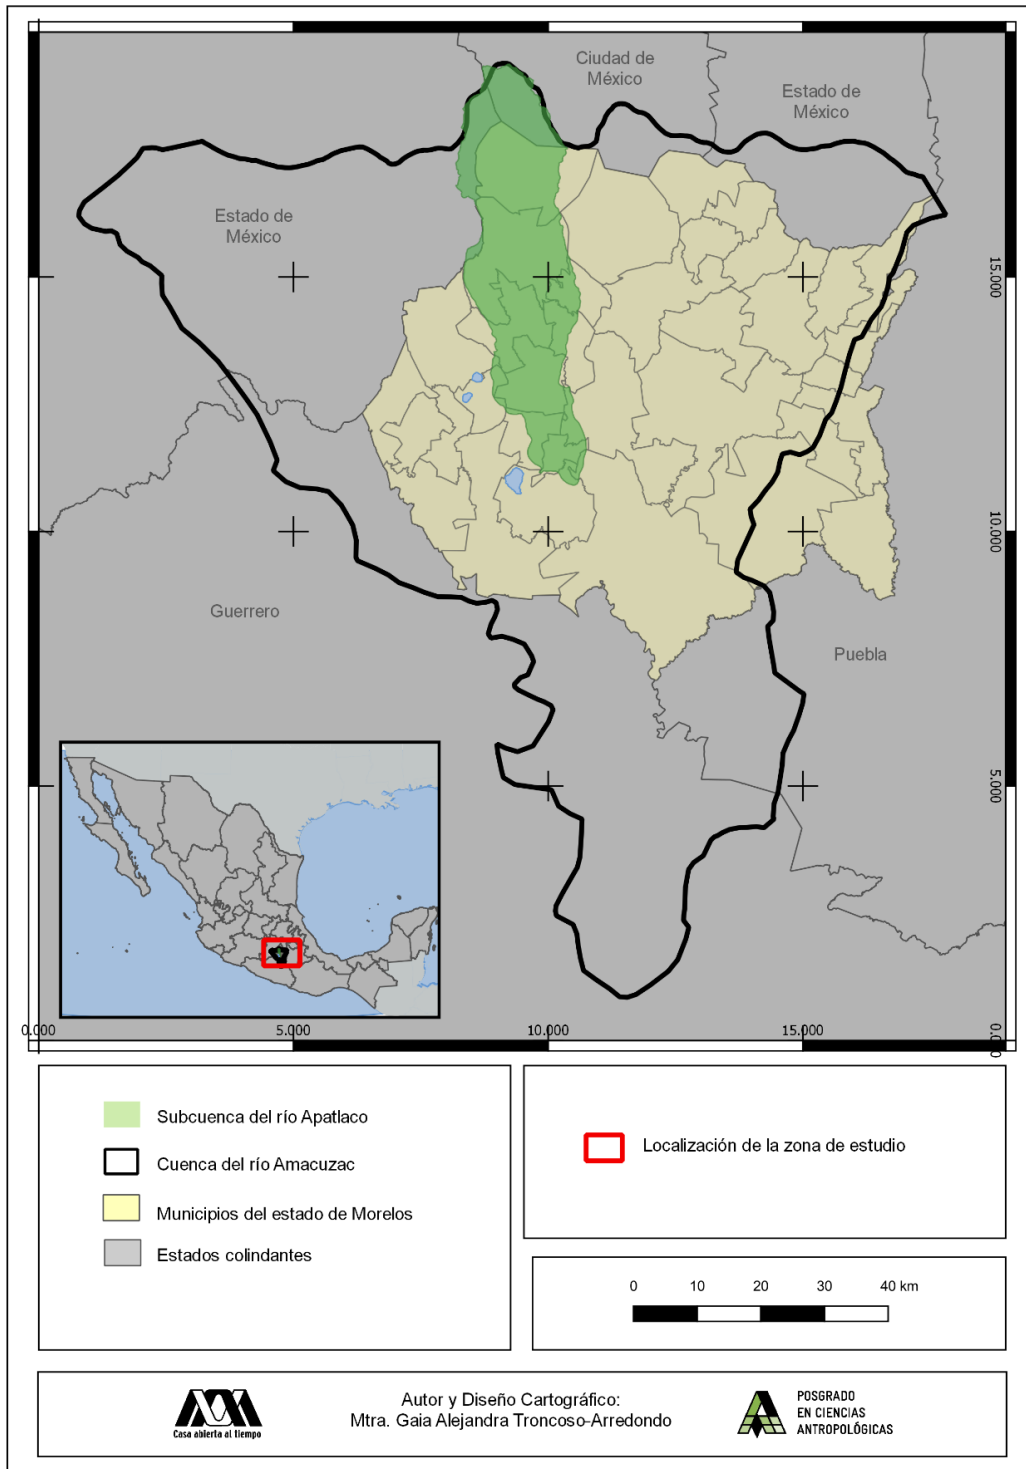 Ciudad de
México
Estado de
México
Estado de
México
15.000
10.000
Guerrero
Puebla
5.000
0.000
5.000
10.000
15.000
0.00
Subcuenca del río Apatlaco
Cuenca del río Amacuzac
Municipios del estado de Morelos
Estados colindantes
Localización de la zona de estudio
0 10 20 30 40 km
Casa abierta al tiempo
Autor y Diseño Cartográfico:
Mtra. Gaia Alejandra Troncoso-Arredondo
POSGRADO
EN CIENCIAS
ANTROPOLÓGICAS